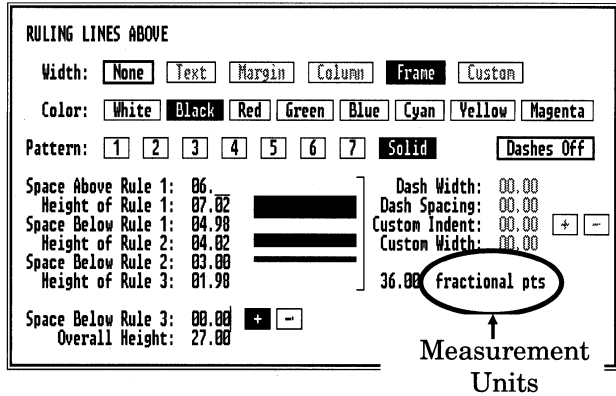 RULING LINES ABOVE
Width: None Text Margin Column Frame Custom
Color: White Black Red Green Blue Cyan Yellow Magenta
Pattern: 1 2 3 4 5 6 7 Solid Dashes Off
Space Above Rule 1: 06.__ Dash Width: 00,00
Height of Rule 1: 07.02 Dash Spacing: 00,00
Space Below Rule 1: 04.98 Custom Indent: 00,00 + -
Height of Rule 2: 04.02 Custom Width: 00,00
Space Below Rule 2: 03.00
Height of Rule 3: 01.98 36.00 fractional pts
Space Below Rule 3: 00.00 + -
Overall Height: 27.00
Measurement
Units